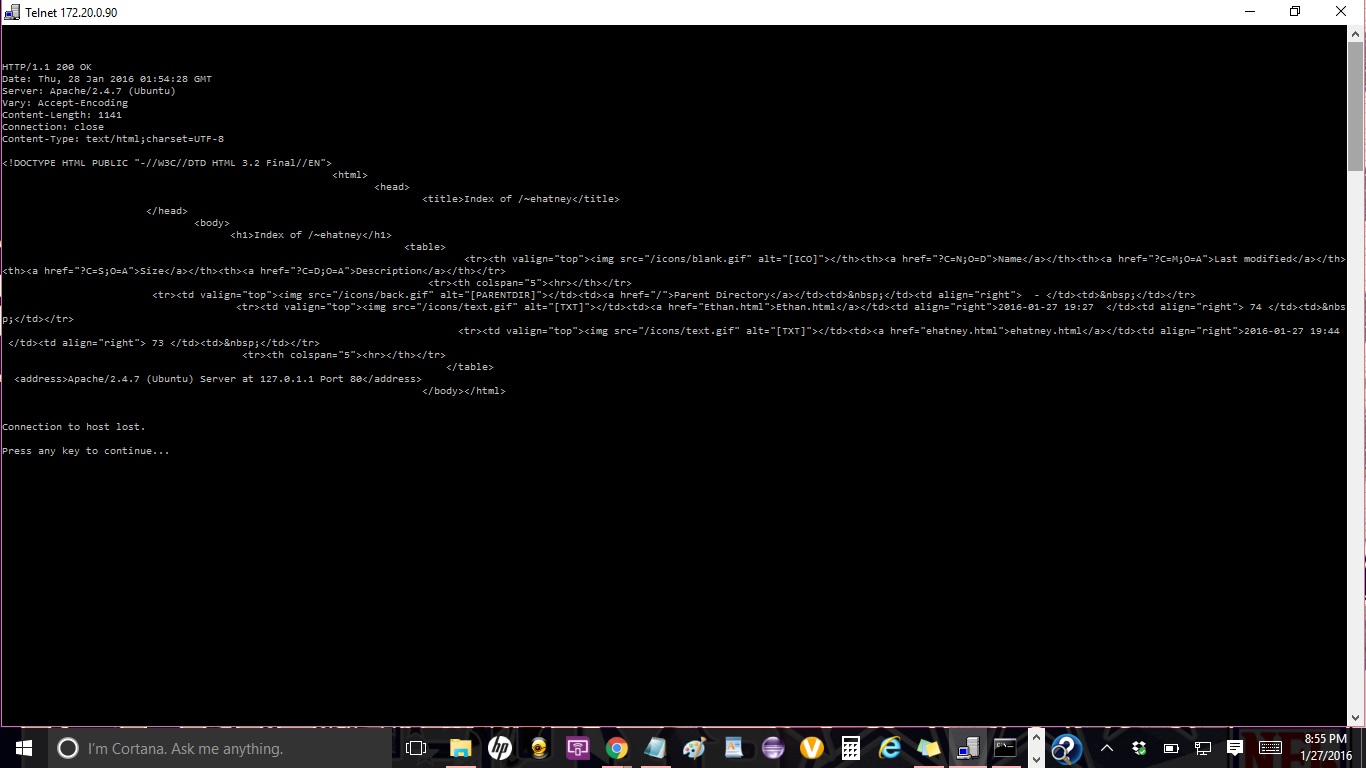 Telnet 172.20.0.90
HTTP/1.1 200 OK
Date: Thu, 28 Jan 2016 01:54:28 GMT
Server: Apache/2.4.7 (Ubuntu)
Vary: Accept-Encoding
Content-Length: 1141
Connection: close
Content-Type: text/html;charset=UTF-8
<!DOCTYPE HTML PUBLIC "-//W3C//DTD HTML 3.2 Final//EN">
<html>
<head>
<title>Index of /~ehatney</title>
</head>
<body>
<h1>Index of /~ehatney</h1>
<table>
<tr><th valign="top"><img src="/icons/blank.gif" alt="[ICO]"></th><th><a href="?C=N;O=D">Name</a></th><th><a href="?C=M;O=A">Last modified</a></th>
<th><a href="?C=S;O=A">Size</a></th><th><a href="?C=D;O=A">Description</a></th></tr>
<tr><th colspan="5"><hr></th></tr>
<tr><td valign="top"><img src="/icons/back.gif" alt="[PARENTDIR]"></td><td><a href="/">Parent Directory</a></td><td>&nbsp;</td><td align="right">  - </td><td>&nbsp;</td></tr>
<tr><td valign="top"><img src="/icons/text.gif" alt="[TXT]"></td><td><a href="Ethan.html">Ethan.html</a></td><td align="right">2016-01-27 19:27  </td><td align="right"> 74 </td><td>&nbs
p;</td></tr>
<tr><td valign="top"><img src="/icons/text.gif" alt="[TXT]"></td><td><a href="ehatney.html">ehatney.html</a></td><td align="right">2016-01-27 19:44
</td><td align="right"> 73 </td><td>&nbsp;</td></tr>
<tr><th colspan="5"><hr></th></tr>
</table>
<address>Apache/2.4.7 (Ubuntu) Server at 127.0.1.1 Port 80</address>
</body></html>
Connection to host lost.
Press any key to continue...
I'm Cortana. Ask me anything.
hp
8:55 PM
1/27/2016